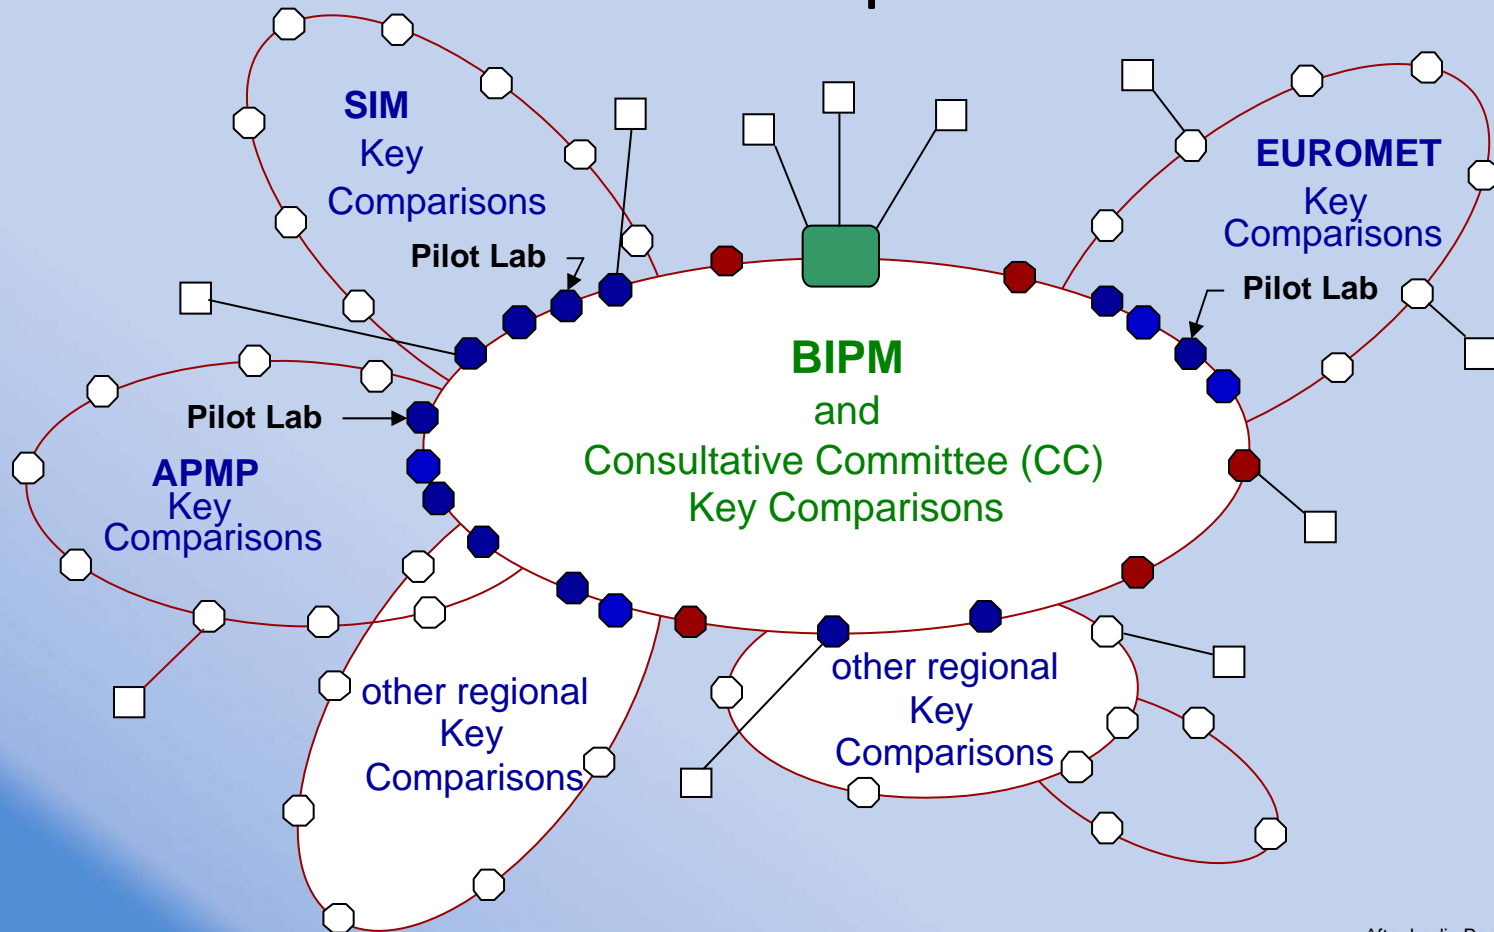 SIM
Key
Comparisons
Pilot Lab
EUROMET
Key
Comparisons
Pilot Lab
BIPM
and
Consultative Committee (CC)
Key Comparisons
Pilot Lab
APMP
Key
Comparisons
other regional
Key
Comparisons
other regional
Key
Comparisons